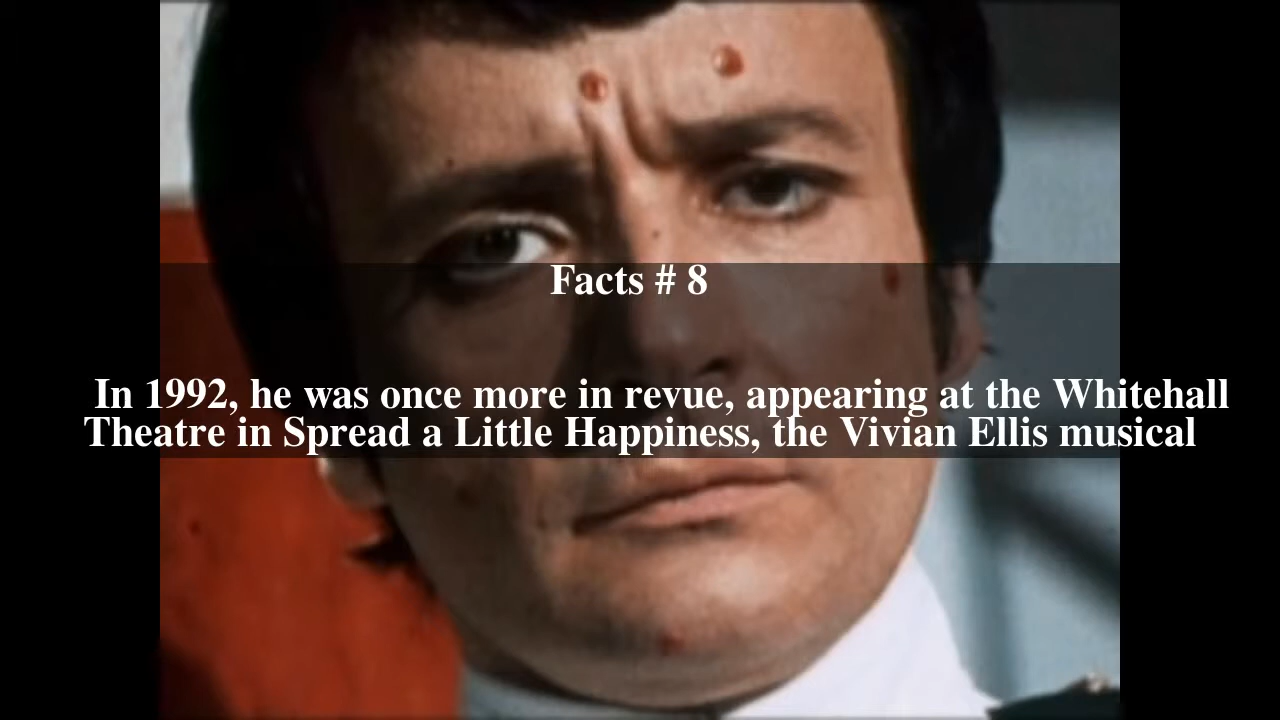 Facts # 8
In 1992, he was once more in revue, appearing at the Whitehall
Theatre in Spread a Little Happiness, the Vivian Ellis musical